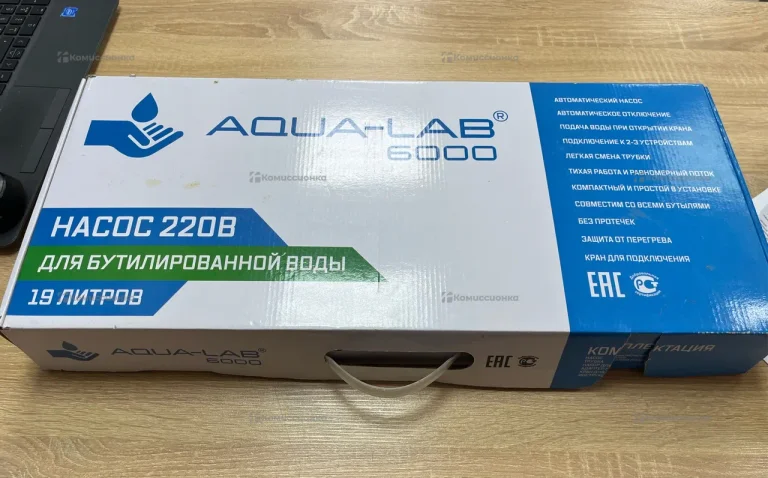 AQUA-LAB®
6000
НАСОС 220В
ДЛЯ БУТИЛИРОВАННОЙ ВОДЫ
19 ЛИТРОВ
АВТОМАТИЧЕСКИЙ НАСОС
АВТОМАТИЧЕСКОЕ ОТКЛЮЧЕНИЕ
ПОДАЧА ВОДЫ ПРИ ОТКРЫТИИ КРАНА
ПОДКЛЮЧЕНИЕ К 2-3 УСТРОЙСТВАМ
ЛЕГКАЯ СМЕНА ТРУБКИ
ТИХАЯ РАБОТА И РАВНОМЕРНЫЙ ПОТОК
КОМПАКТНЫЙ И ПРОСТОЙ В УСТАНОВКЕ
СОВМЕСТИМ СО ВСЕМИ БУТЫЛЯМИ
БЕЗ ПРОТЕЧЕК
ЗАЩИТА ОТ ПЕРЕГРЕВА
КРАН ДЛЯ ПОДКЛЮЧЕНИЯ
ЕАС
AQUA-LAB®
6000
ЕАС
КОМПЛЕКТАЦИЯ
Комиссионка
Комиссионка
Комиссионка
Комиссионка
Комиссионка